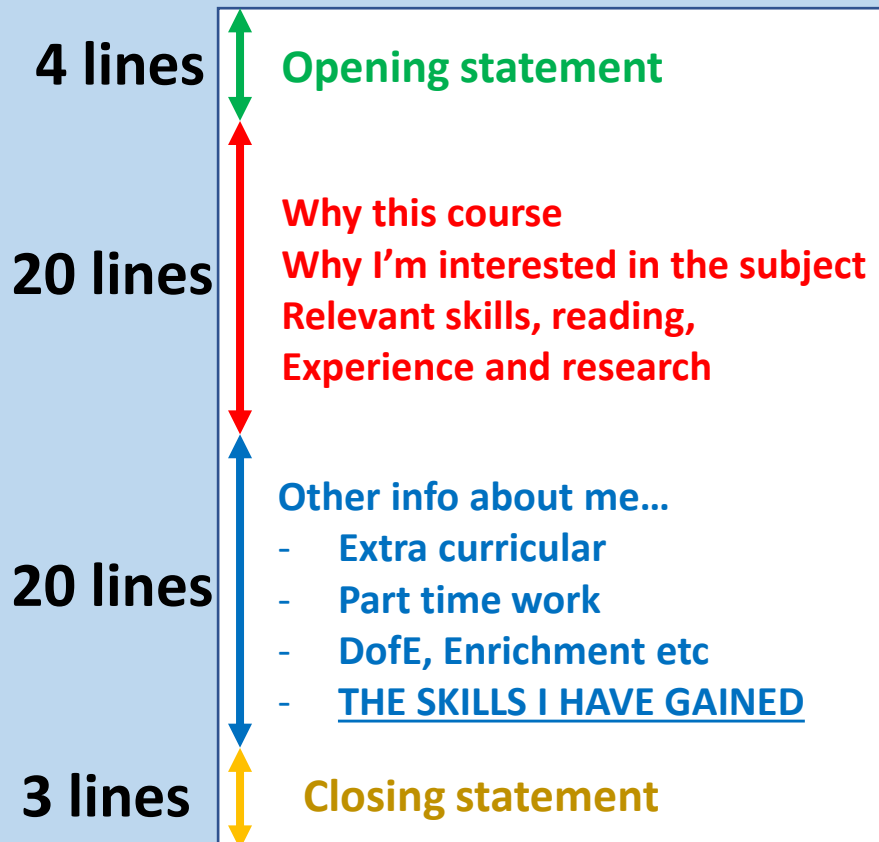 4 lines
Opening statement
20 lines
Why this course
Why I'm interested in the subject
Relevant skills, reading,
Experience and research
20 lines
Other info about me…
- Extra curricular
- Part time work
- DofE, Enrichment etc
- THE SKILLS I HAVE GAINED
3 lines
Closing statement